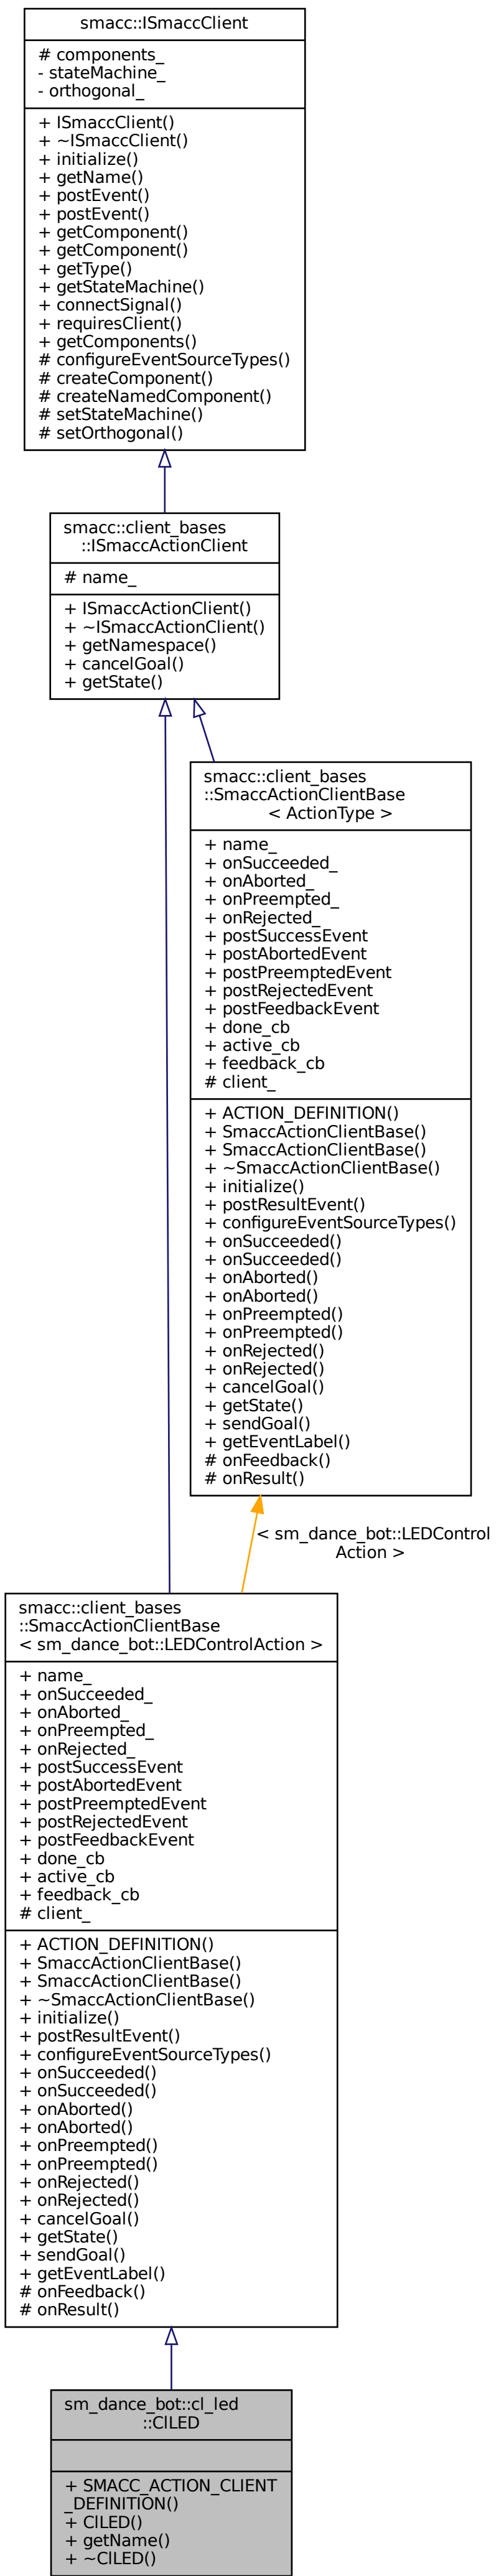 smacc::ISmaccClient
# components_
- stateMachine_
- orthogonal_
+ ISmaccClient()
+ ~ISmaccClient()
+ initialize()
+ getName()
+ postEvent()
+ postEvent()
+ getComponent()
+ getComponent()
+ getType()
+ getStateMachine()
+ connectSignal()
+ requiresClient()
+ getComponents()
# configureEventSourceTypes()
# createComponent()
# createNamedComponent()
# setStateMachine()
# setOrthogonal()
smacc::client_bases
::ISmaccActionClient
# name_
+ ISmaccActionClient()
+ ~ISmaccActionClient()
+ getNamespace()
+ cancelGoal()
+ getState()
smacc::client_bases
::SmaccActionClientBase
< ActionType >
+ name_
+ onSucceeded_
+ onAborted_
+ onPreempted_
+ onRejected_
+ postSuccessEvent
+ postAbortedEvent
+ postPreemptedEvent
+ postRejectedEvent
+ postFeedbackEvent
+ done_cb
+ active_cb
+ feedback_cb
# client_
+ ACTION_DEFINITION()
+ SmaccActionClientBase()
+ SmaccActionClientBase()
+ ~SmaccActionClientBase()
+ initialize()
+ postResultEvent()
+ configureEventSourceTypes()
+ onSucceeded()
+ onSucceeded()
+ onAborted()
+ onAborted()
+ onPreempted()
+ onPreempted()
+ onRejected()
+ onRejected()
+ cancelGoal()
+ getState()
+ sendGoal()
+ getEventLabel()
# onFeedback()
# onResult()
< sm_dance_bot::LEDControl
Action >
smacc::client_bases
::SmaccActionClientBase
< sm_dance_bot::LEDControlAction >
+ name_
+ onSucceeded_
+ onAborted_
+ onPreempted_
+ onRejected_
+ postSuccessEvent
+ postAbortedEvent
+ postPreemptedEvent
+ postRejectedEvent
+ postFeedbackEvent
+ done_cb
+ active_cb
+ feedback_cb
# client_
+ ACTION_DEFINITION()
+ SmaccActionClientBase()
+ SmaccActionClientBase()
+ ~SmaccActionClientBase()
+ initialize()
+ postResultEvent()
+ configureEventSourceTypes()
+ onSucceeded()
+ onSucceeded()
+ onAborted()
+ onAborted()
+ onPreempted()
+ onPreempted()
+ onRejected()
+ onRejected()
+ cancelGoal()
+ getState()
+ sendGoal()
+ getEventLabel()
# onFeedback()
# onResult()
sm_dance_bot::cl_led
::ClLED
+ SMACC_ACTION_CLIENT
_DEFINITION()
+ ClLED()
+ getName()
+ ~ClLED()